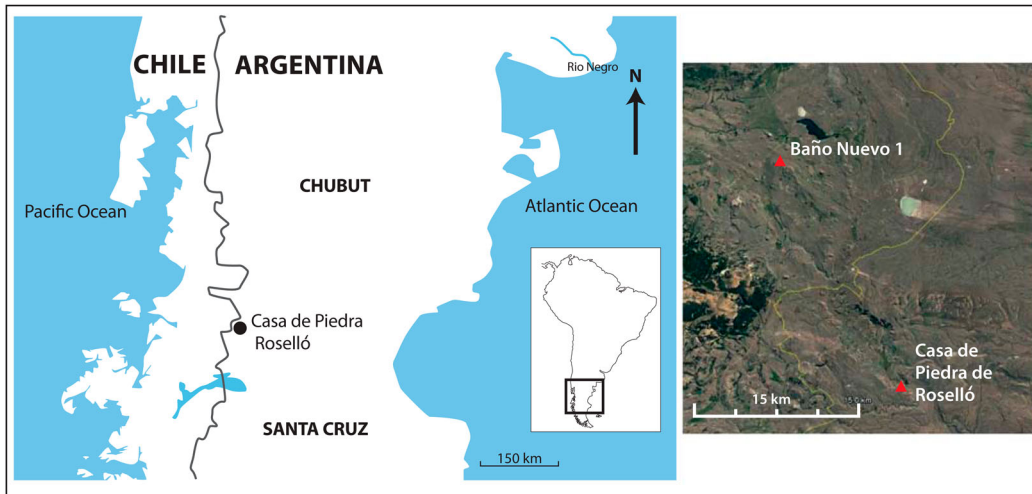 CHILE
ARGENTINA
Rio Negro
N
CHUBUT
Pacific Ocean
Atlantic Ocean
Casa de Piedra
Roselló
SANTA CRUZ
150 km
Baño Nuevo 1
Casa de
Piedra de
Roselló
15 km